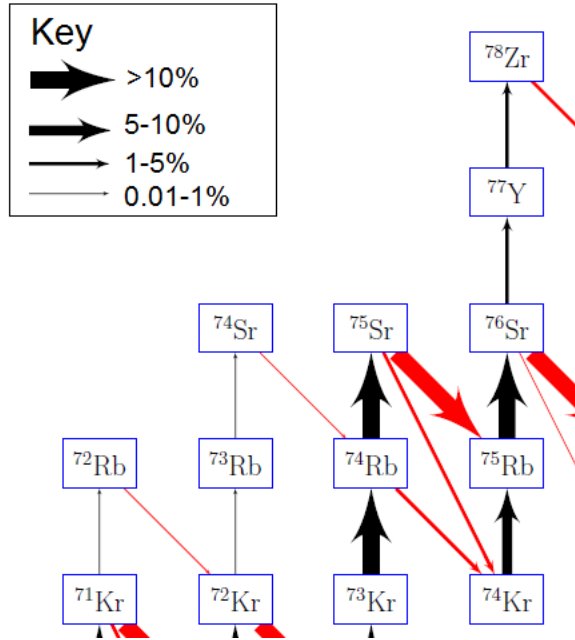 Key
>10%
5-10%
1-5%
0.01-1%
⁷⁸Zr
⁷⁷Y
⁷⁴Sr ⁷⁵Sr ⁷⁶Sr
⁷²Rb ⁷³Rb ⁷⁴Rb ⁷⁵Rb
⁷¹Kr ⁷²Kr ⁷³Kr ⁷⁴Kr